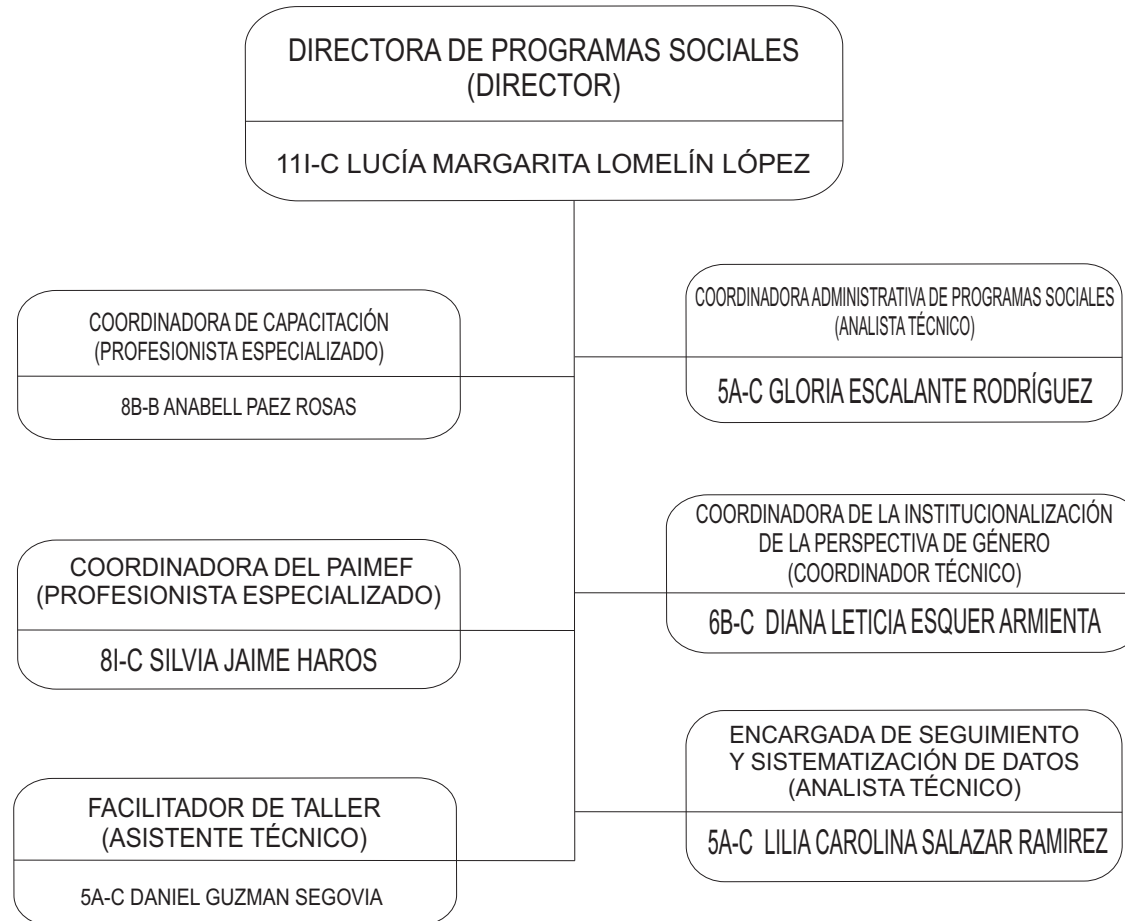 DIRECTORA DE PROGRAMAS SOCIALES
(DIRECTOR)
11I-C LUCÍA MARGARITA LOMELÍN LÓPEZ
COORDINADORA DE CAPACITACIÓN
(PROFESIONISTA ESPECIALIZADO)
8B-B ANABELL PAEZ ROSAS
COORDINADORA ADMINISTRATIVA DE PROGRAMAS SOCIALES
(ANALISTA TÉCNICO)
5A-C GLORIA ESCALANTE RODRÍGUEZ
COORDINADORA DEL PAIMEF
(PROFESIONISTA ESPECIALIZADO)
8I-C SILVIA JAIME HAROS
COORDINADORA DE LA INSTITUCIONALIZACIÓN
DE LA PERSPECTIVA DE GÉNERO
(COORDINADOR TÉCNICO)
6B-C DIANA LETICIA ESQUER ARMIENTA
FACILITADOR DE TALLER
(ASISTENTE TÉCNICO)
5A-C DANIEL GUZMAN SEGOVIA
ENCARGADA DE SEGUIMIENTO
Y SISTEMATIZACIÓN DE DATOS
(ANALISTA TÉCNICO)
5A-C LILIA CAROLINA SALAZAR RAMIREZ